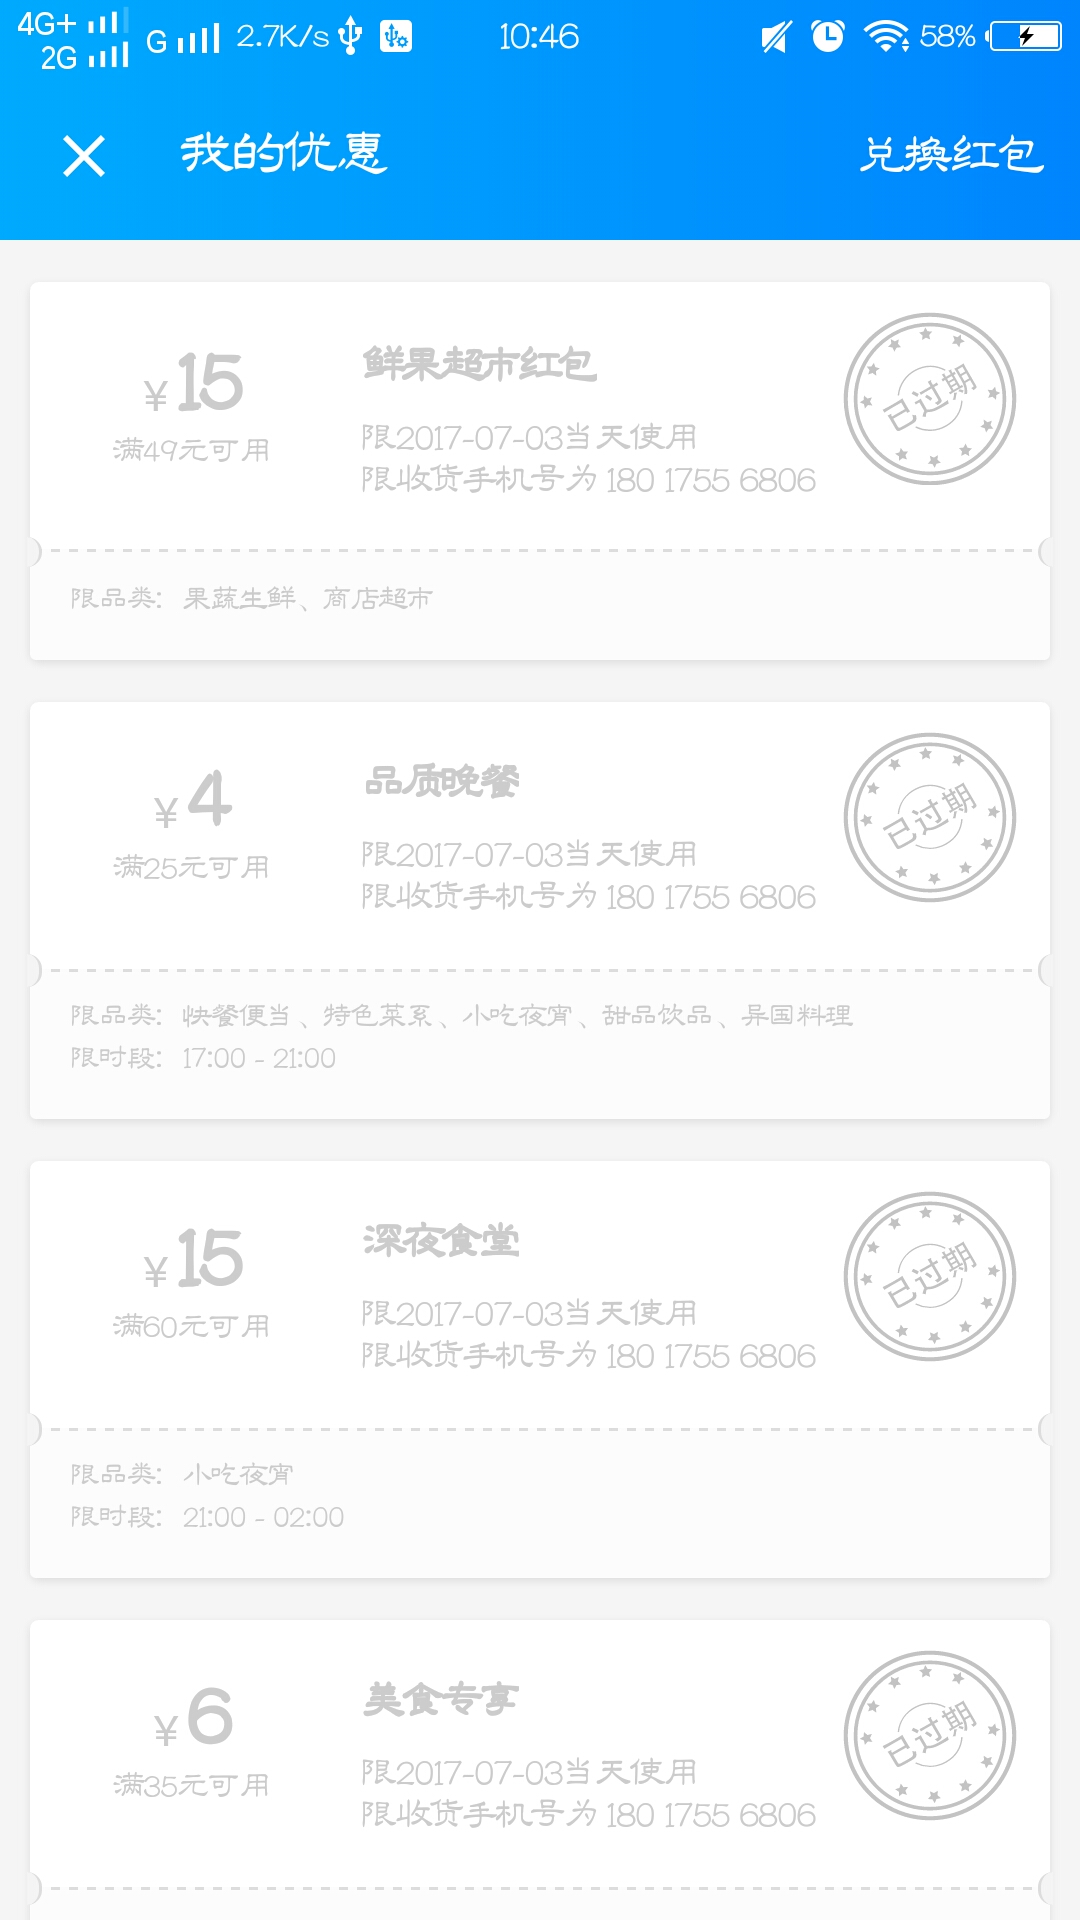 4G+
2G
G
2.7K/s
10:46
58%
我的优惠
兑换红包
¥15
满49元可用
鲜果超市红包
限2017-07-03当天使用
限收货手机号为 180 1755 6806
已过期
限品类: 果蔬生鲜、商店超市
¥4
满25元可用
品质晚餐
限2017-07-03当天使用
限收货手机号为 180 1755 6806
已过期
限品类: 快餐便当、特色菜系、小吃夜宵、甜品饮品、异国料理
限时段: 17:00 - 21:00
¥15
满60元可用
深夜食堂
限2017-07-03当天使用
限收货手机号为 180 1755 6806
已过期
限品类: 小吃夜宵
限时段: 21:00 - 02:00
¥6
满35元可用
美食专享
限2017-07-03当天使用
限收货手机号为 180 1755 6806
已过期